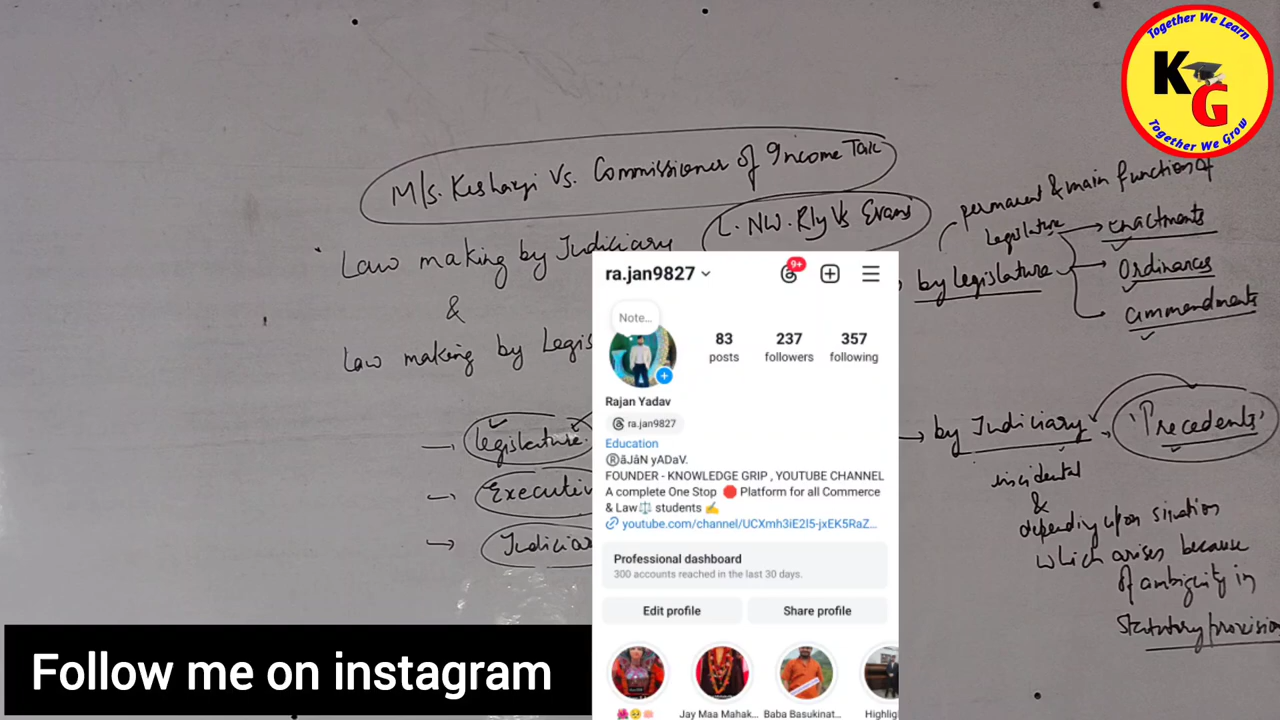 Together We Learn
KG
Together We Grow
M/s. Kesharji Vs. Commissioner of Income Tax
L. NW. Rly Vs Evans
Law making by Judiciary
&
Law making by Legis
legislature
Executiv
Judiciar
permanent & main function of
legislature
by legislature
enactments
Ordinances
ammendments
by Judiciary
'Precedents'
incidental
&
depending upon situation
which arises because
of ambiguity in
statutory provision
ra.jan9827
9+
Note...
83
posts
237
followers
357
following
Rajan Yadav
ra.jan9827
Education
ⓇāJāN yADaV.
FOUNDER - KNOWLEDGE GRIP , YOUTUBE CHANNEL
A complete One Stop 🛑 Platform for all Commerce
& Law⚖️ students ✍️
youtube.com/channel/UCXmh3iE2l5-jxEK5RaZ...
Professional dashboard
300 accounts reached in the last 30 days.
Edit profile
Share profile
🌺🥺🧠
Jay Maa Mahak...
Baba Basukinat...
Highlig
Follow me on instagram